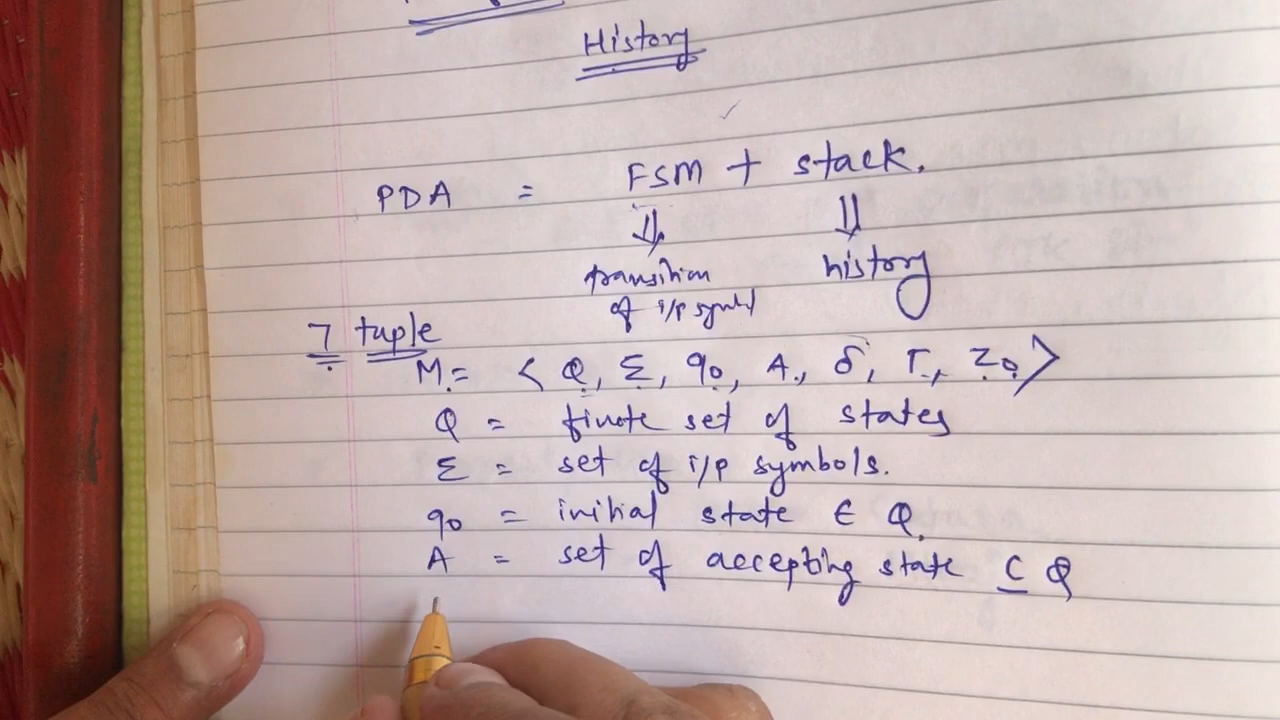 History
PDA = FSM + stack.
⇓ ⇓
transition history
of i/p symbl
7 tuple
M = < Q, Σ, q0, A, δ, Γ, Z0 >
Q = finite set of states
Σ = set of i/p symbols.
q0 = initial state ∈ Q
A = set of accepting state ⊆ Q